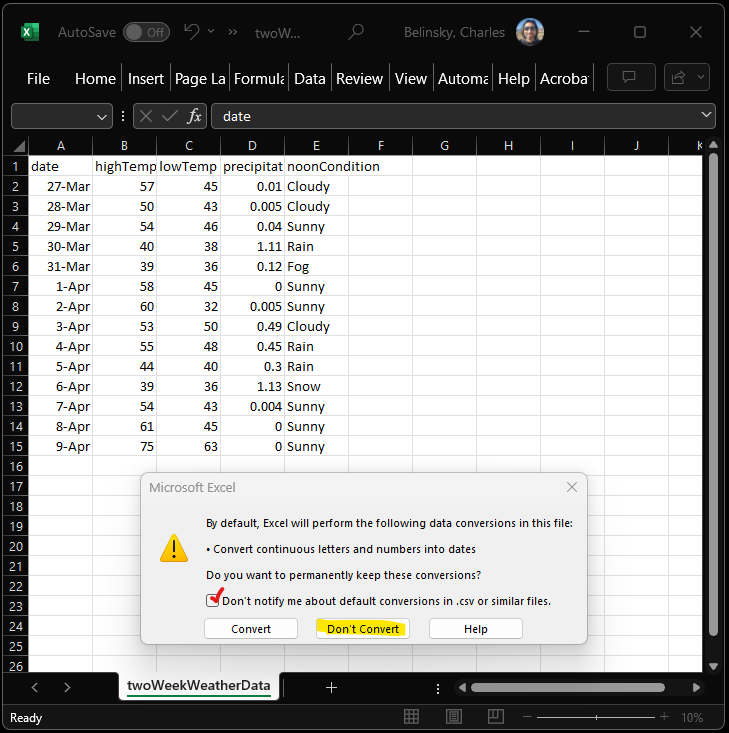 AutoSave Off twoW... Belinsky, Charles
File Home Insert Page La Formula Data Review View Automa Help Acroba
fx date
A B C D E F G H I J K
1 date highTemp lowTemp precipitat noonCondition
2 27-Mar 57 45 0.01 Cloudy
3 28-Mar 50 43 0.005 Cloudy
4 29-Mar 54 46 0.04 Sunny
5 30-Mar 40 38 1.11 Rain
6 31-Mar 39 36 0.12 Fog
7 1-Apr 58 45 0 Sunny
8 2-Apr 60 32 0.005 Sunny
9 3-Apr 53 50 0.49 Cloudy
10 4-Apr 55 48 0.45 Rain
11 5-Apr 44 40 0.3 Rain
12 6-Apr 39 36 1.13 Snow
13 7-Apr 54 43 0.004 Sunny
14 8-Apr 61 45 0 Sunny
15 9-Apr 75 63 0 Sunny
16
17
18
19
20
21
22
23
24
25
26
Microsoft Excel
By default, Excel will perform the following data conversions in this file:
• Convert continuous letters and numbers into dates
Do you want to permanently keep these conversions?
Don't notify me about default conversions in .csv or similar files.
Convert Don't Convert Help
twoWeekWeatherData
Ready 10%